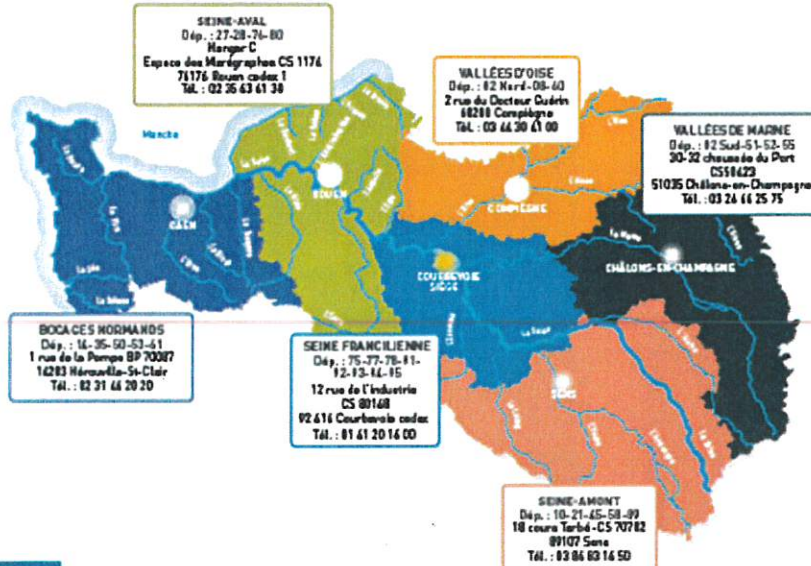 SEINE-AVAL
Dép. : 27-28-76-80
Hangar C
Espace des Marégraphes CS 1176
76176 Rouen cedex 1
Tél. : 02 35 63 61 30
VALLÉES D'OISE
Dép. : 02 Nord-08-60
2 rue du Docteur Guérin
60200 Compiègne
Tél. : 03 44 30 41 00
VALLÉES DE MARNE
Dép. : 02 Sud-51-52-55
30-32 chaussée du Port
CS50423
51035 Châlons-en-Champagne
Tél. : 03 26 66 25 75
Manche
ROUEN
CAEN
COMPIÈGNE
COURBEVOIE
SIÈGE
CHÂLONS-EN-CHAMPAGNE
La Marne
La Seine
SENS
BOCAGES NORMANDS
Dép. : 14-35-50-53-61
1 rue de la Pompe BP 70087
14203 Hérouville-St-Clair
Tél. : 02 31 46 20 20
SEINE FRANCILIENNE
Dép. : 75-77-78-91-
92-93-94-95
12 rue de l'industrie
CS 80148
92416 Courbevoie cedex
Tél. : 01 41 20 16 00
SEINE-AMONT
Dép. : 10-21-45-58-89
18 cours Tarbé-CS 70702
89107 Sens
Tél. : 03 86 83 16 50